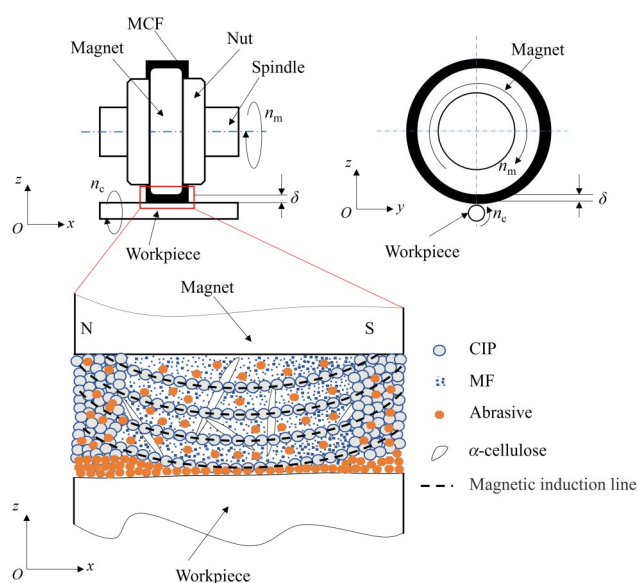 MCF
Magnet
Nut
Spindle
n_m
z
n_c
δ
O
x
Workpiece
Magnet
n_m
z
δ
O
y
n_c
Workpiece
Magnet
N
S
CIP
MF
Abrasive
α-cellulose
Magnetic induction line
z
O
x
Workpiece